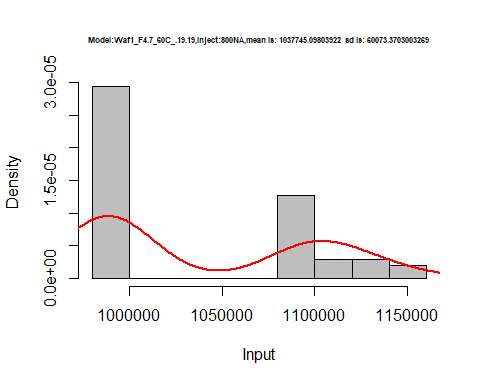 Model:Waf1_F4.7_60C_.19.19,Inject:800NA,mean is: 1037745.09803922 sd is: 60073.3703003269
Density
3.0e-05
1.5e-05
0.0e+00
1000000 1050000 1100000 1150000
Input